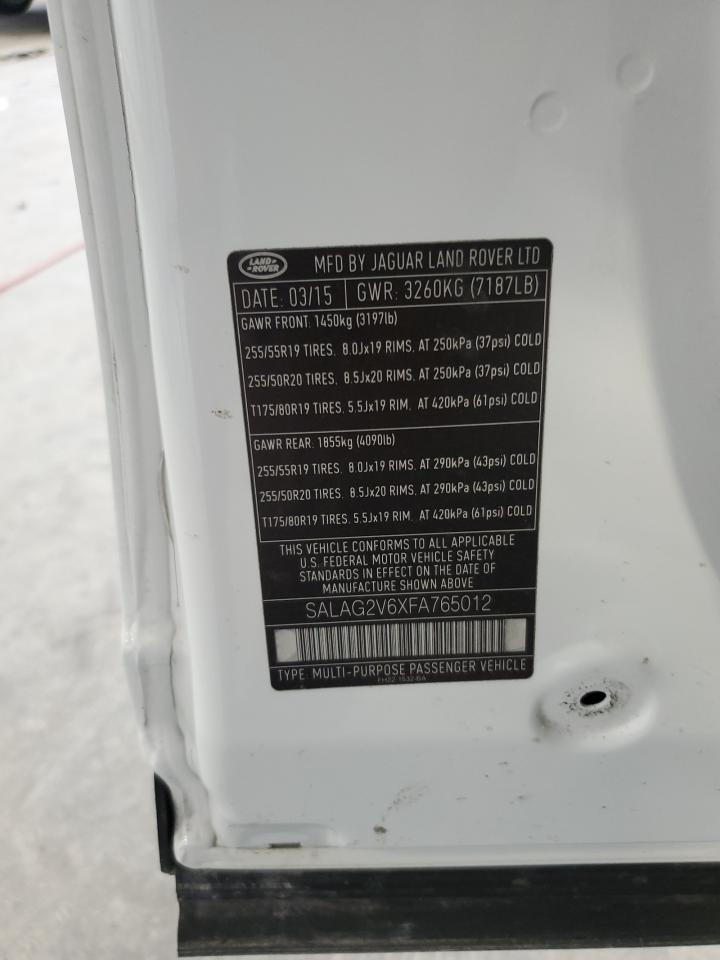 LAND ROVER MFD BY JAGUAR LAND ROVER LTD
DATE: 03/15 GWR: 3260KG (7187LB)
GAWR FRONT: 1450kg (3197lb)
255/55R19 TIRES. 8.0Jx19 RIMS. AT 250kPa (37psi) COLD
255/50R20 TIRES. 8.5Jx20 RIMS. AT 250kPa (37psi) COLD
T175/80R19 TIRES. 5.5Jx19 RIM. AT 420kPa (61psi) COLD
GAWR REAR: 1855kg (4090lb)
255/55R19 TIRES. 8.0Jx19 RIMS. AT 290kPa (43psi) COLD
255/50R20 TIRES. 8.5Jx20 RIMS. AT 290kPa (43psi) COLD
T175/80R19 TIRES. 5.5Jx19 RIM. AT 420kPa (61psi) COLD
THIS VEHICLE CONFORMS TO ALL APPLICABLE
U.S. FEDERAL MOTOR VEHICLE SAFETY
STANDARDS IN EFFECT ON THE DATE OF
MANUFACTURE SHOWN ABOVE
SALAG2V6XFA765012
TYPE: MULTI-PURPOSE PASSENGER VEHICLE
FH22-1532-BA